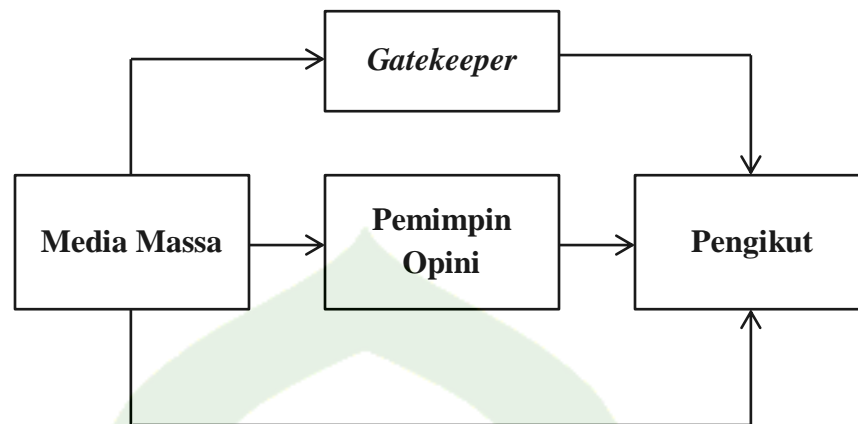 Gatekeeper
Media Massa
Pemimpin
Opini
Pengikut